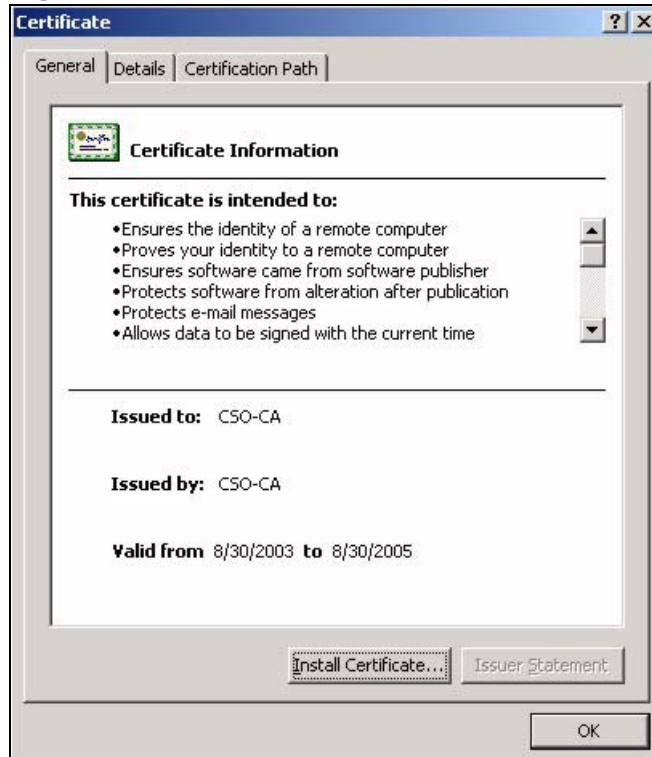 Certificate
General Details Certification Path
Certificate Information
This certificate is intended to:
•Ensures the identity of a remote computer
•Proves your identity to a remote computer
•Ensures software came from software publisher
•Protects software from alteration after publication
•Protects e-mail messages
•Allows data to be signed with the current time
Issued to: CSO-CA
Issued by: CSO-CA
Valid from 8/30/2003 to 8/30/2005
Install Certificate... Issuer Statement
OK